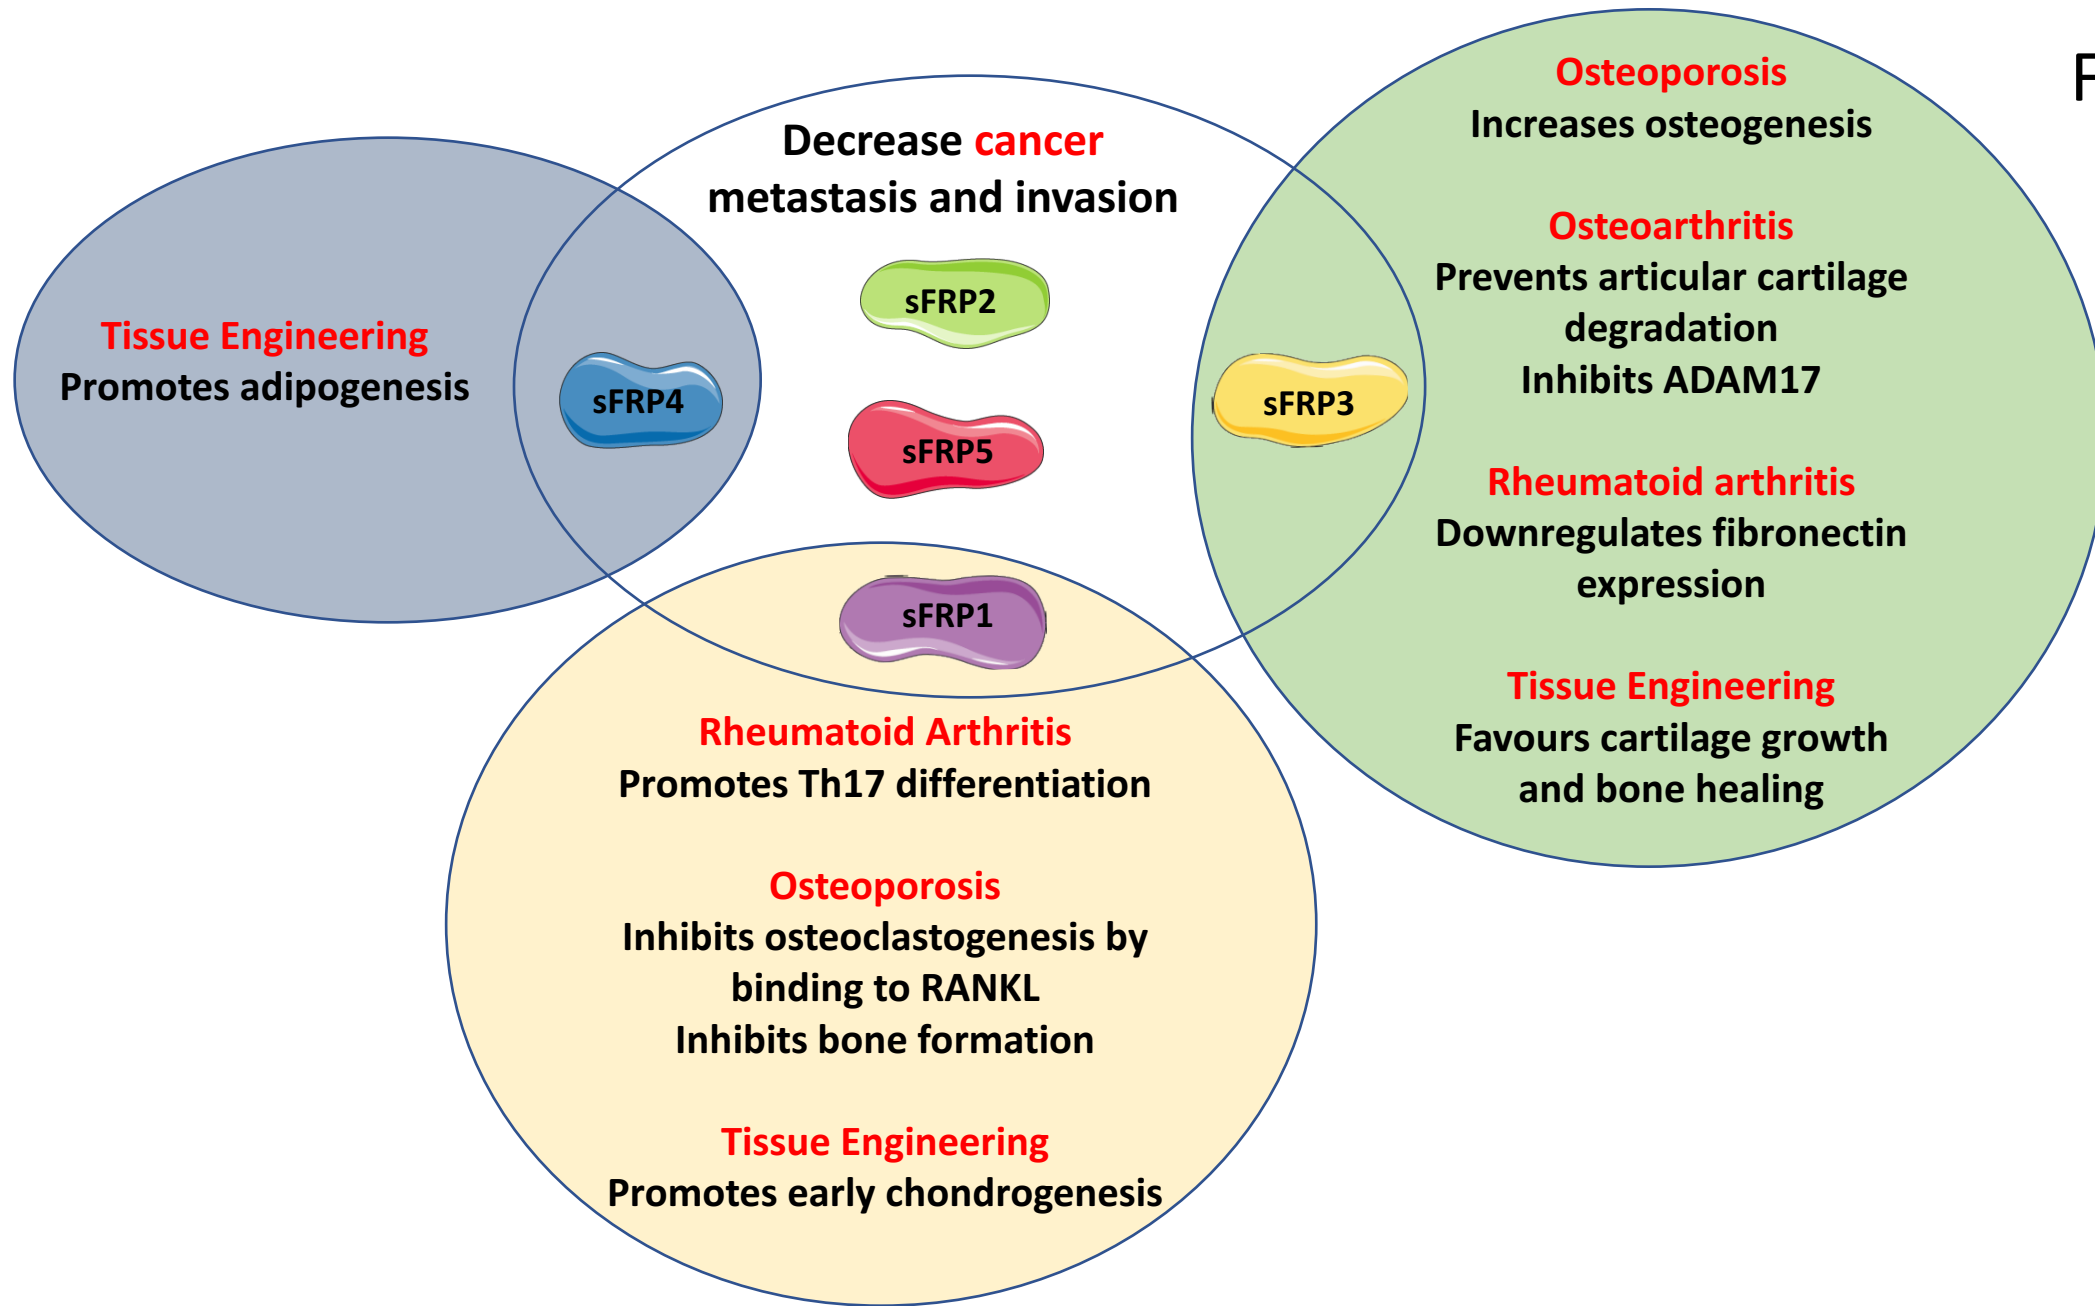 F
Decrease cancer
metastasis and invasion
sFRP2
sFRP5
sFRP4
sFRP3
sFRP1
Tissue Engineering
Promotes adipogenesis
Osteoporosis
Increases osteogenesis
Osteoarthritis
Prevents articular cartilage
degradation
Inhibits ADAM17
Rheumatoid arthritis
Downregulates fibronectin
expression
Tissue Engineering
Favours cartilage growth
and bone healing
Rheumatoid Arthritis
Promotes Th17 differentiation
Osteoporosis
Inhibits osteoclastogenesis by
binding to RANKL
Inhibits bone formation
Tissue Engineering
Promotes early chondrogenesis